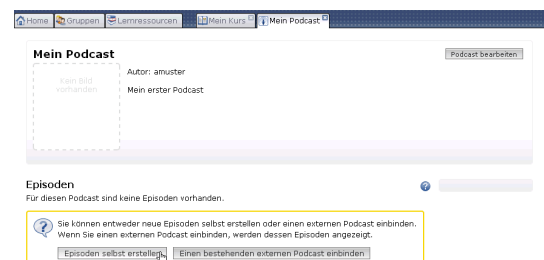 Home Gruppen Lernressourcen Mein Kurs Mein Podcast
Mein Podcast
Podcast bearbeiten
Kein Bild
vorhanden
Autor: amuster
Mein erster Podcast
Episoden
Für diesen Podcast sind keine Episoden vorhanden.
Sie können entweder neue Episoden selbst erstellen oder einen externen Podcast einbinden.
Wenn Sie einen externen Podcast einbinden, werden dessen Episoden angezeigt.
Episoden selbst erstellen Einen bestehenden externen Podcast einbinden